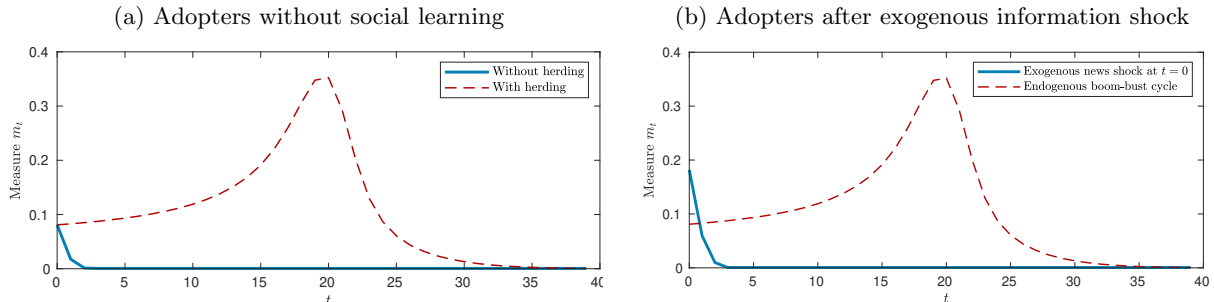 (a) Adopters without social learning
0.4
0.3
0.2
0.1
0
Measure m_t
Without herding
With herding
0 5 10 15 20 25 30 35 40
t
(b) Adopters after exogenous information shock
0.4
0.3
0.2
0.1
0
Measure m_t
Exogenous news shock at t = 0
Endogenous boom-bust cycle
0 5 10 15 20 25 30 35 40
t